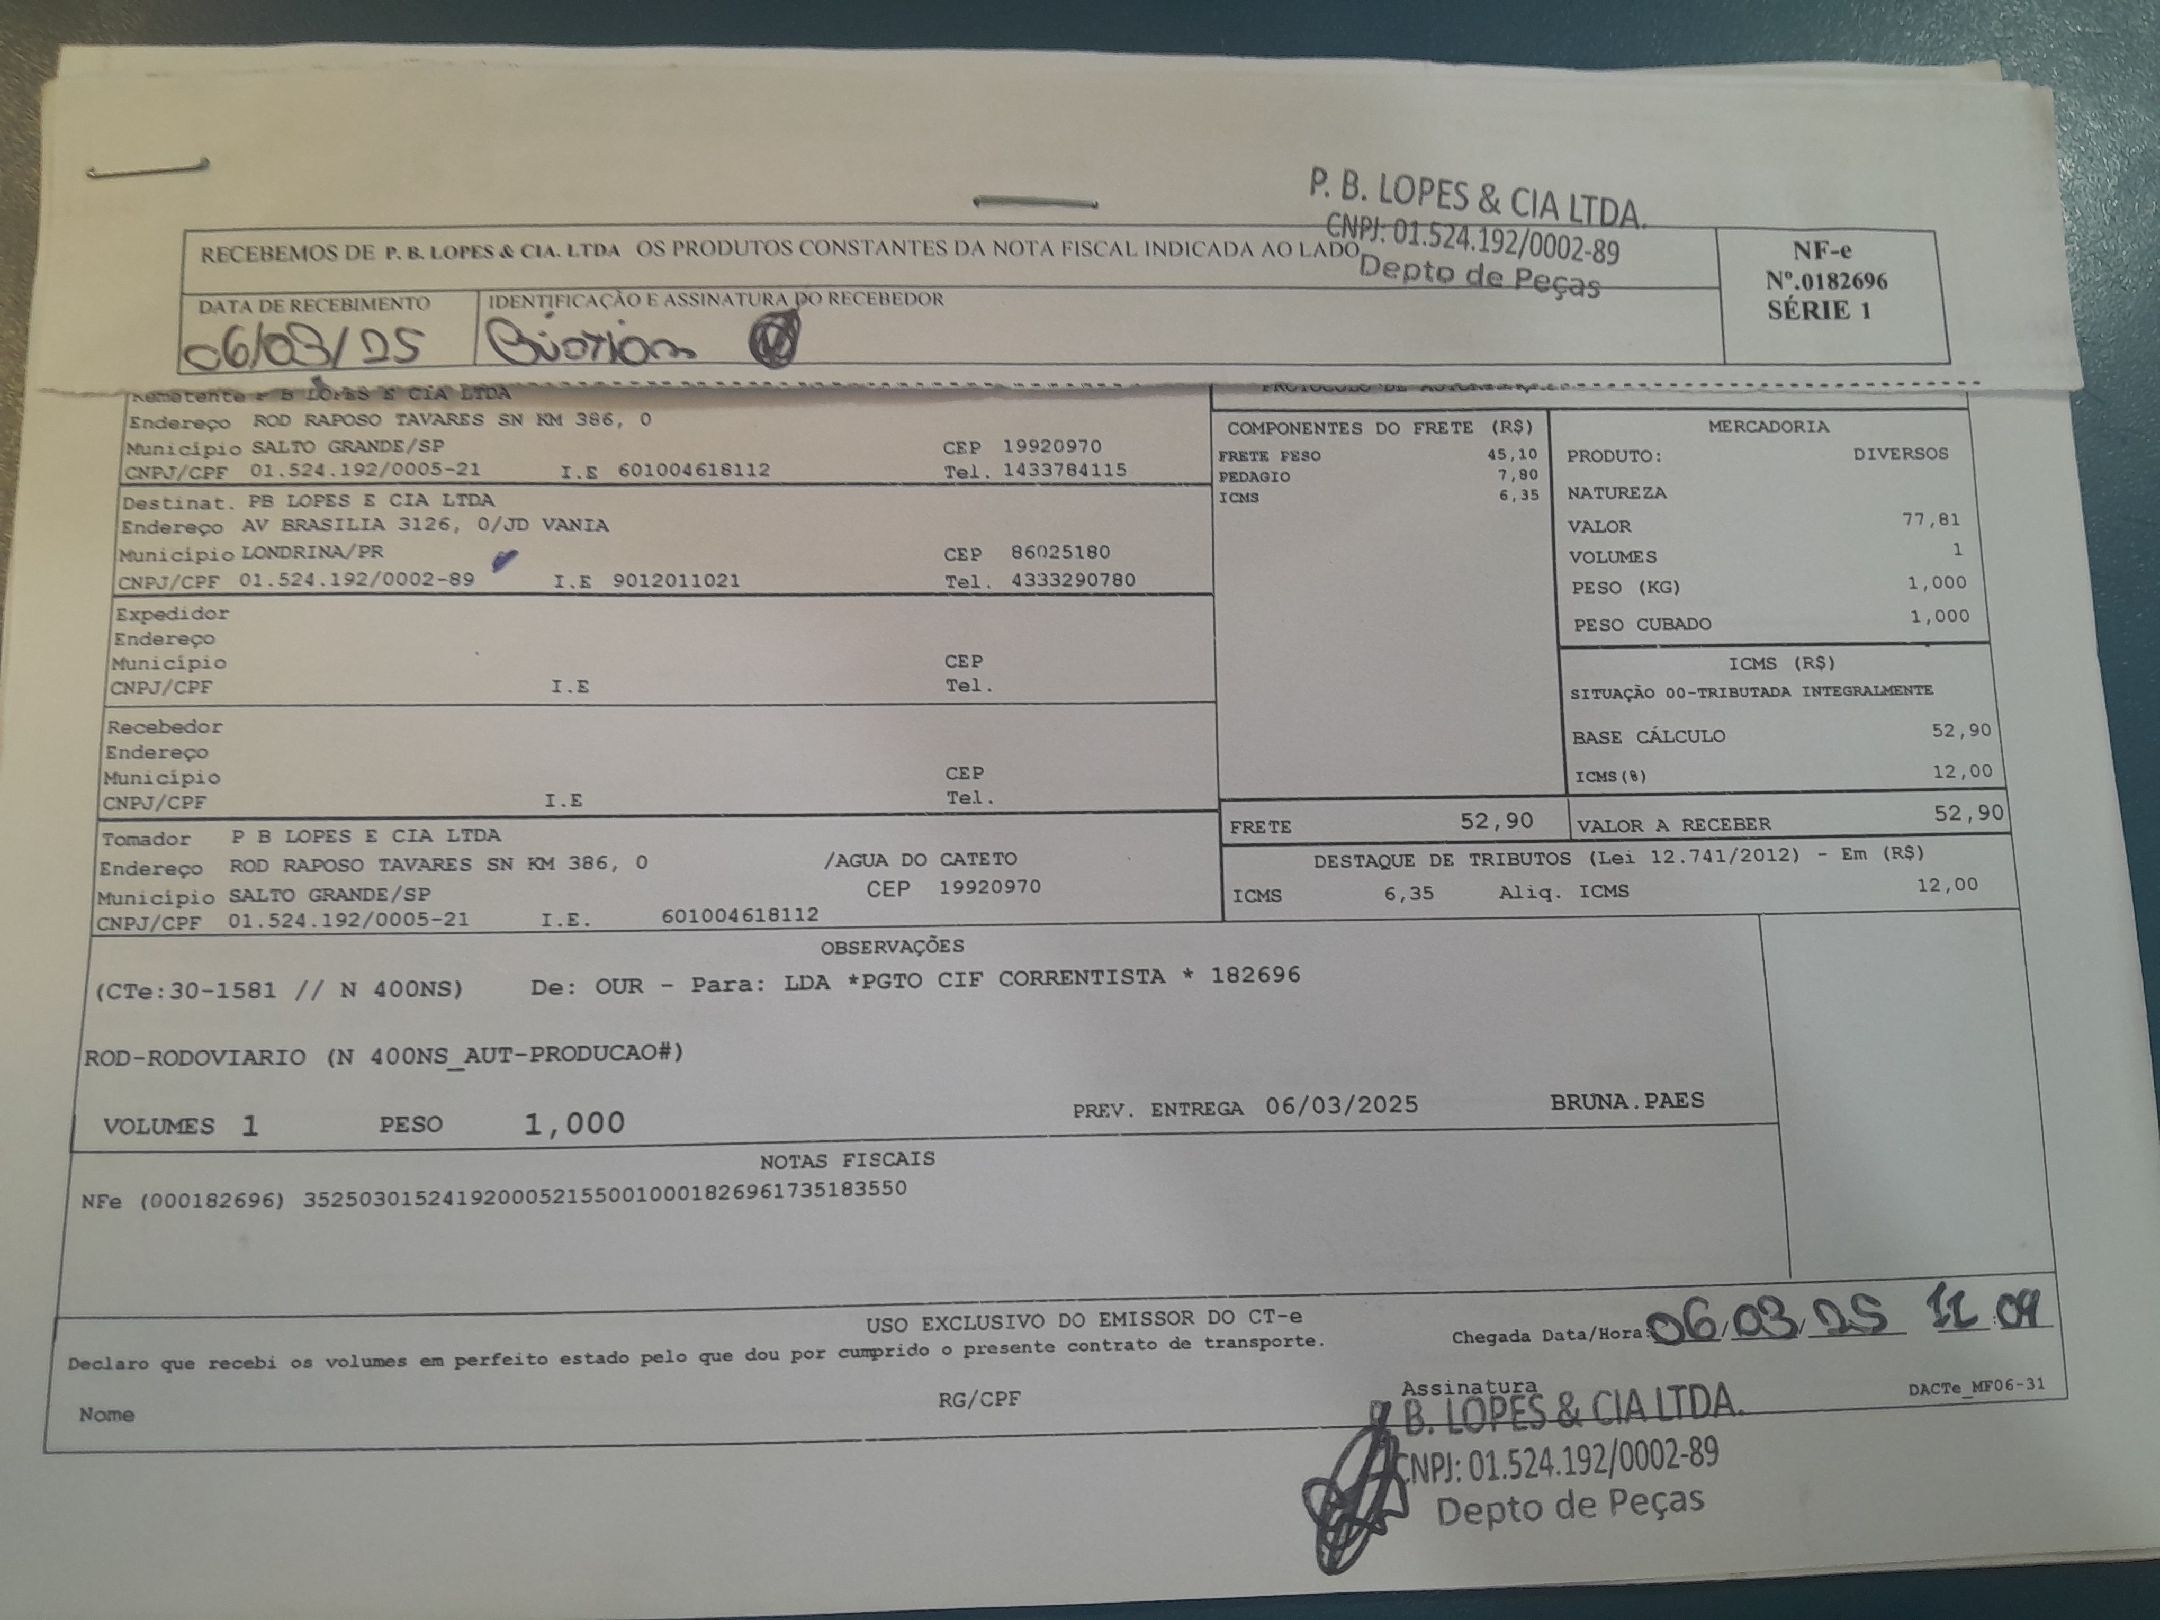 P. B. LOPES & CIA LTDA.
CNPJ: 01.524.192/0002-89
Depto de Peças
RECEBEMOS DE P. B. LOPES & CIA. LTDA OS PRODUTOS CONSTANTES DA NOTA FISCAL INDICADA AO LADO
NF-e
Nº.0182696
SÉRIE 1
DATA DE RECEBIMENTO
IDENTIFICAÇÃO E ASSINATURA DO RECEBEDOR
06/03/25
Remetente P B LOPES E CIA LTDA
Endereço ROD RAPOSO TAVARES SN KM 386, 0
Município SALTO GRANDE/SP CEP 19920970
CNPJ/CPF 01.524.192/0005-21 I.E 601004618112 Tel. 1433784115
Destinat. PB LOPES E CIA LTDA
Endereço AV BRASILIA 3126, 0/JD VANIA
Município LONDRINA/PR CEP 86025180
CNPJ/CPF 01.524.192/0002-89 I.E 9012011021 Tel. 4333290780
Expedidor
Endereço
Município CEP
CNPJ/CPF I.E Tel.
Recebedor
Endereço
Município CEP
CNPJ/CPF I.E Tel.
Tomador P B LOPES E CIA LTDA
Endereço ROD RAPOSO TAVARES SN KM 386, 0 /AGUA DO CATETO
Município SALTO GRANDE/SP CEP 19920970
CNPJ/CPF 01.524.192/0005-21 I.E. 601004618112
PROTOCOLO DE
COMPONENTES DO FRETE (R$)
FRETE PESO 45,10
PEDAGIO 7,80
ICMS 6,35
MERCADORIA
PRODUTO: DIVERSOS
NATUREZA
VALOR 77,81
VOLUMES 1
PESO (KG) 1,000
PESO CUBADO 1,000
ICMS (R$)
SITUAÇÃO 00-TRIBUTADA INTEGRALMENTE
BASE CÁLCULO 52,90
ICMS(%) 12,00
FRETE 52,90 VALOR A RECEBER 52,90
DESTAQUE DE TRIBUTOS (Lei 12.741/2012) - Em (R$)
ICMS 6,35 Aliq. ICMS 12,00
OBSERVAÇÕES
(CTe:30-1581 // N 400NS) De: OUR - Para: LDA *PGTO CIF CORRENTISTA * 182696
ROD-RODOVIARIO (N 400NS_AUT-PRODUCAO#)
VOLUMES 1 PESO 1,000 PREV. ENTREGA 06/03/2025 BRUNA.PAES
NOTAS FISCAIS
NFe (000182696) 35250301524192000521550010001826961735183550
USO EXCLUSIVO DO EMISSOR DO CT-e
Declaro que recebi os volumes em perfeito estado pelo que dou por cumprido o presente contrato de transporte.
Chegada Data/Hora: 06/03/25 11:09
Nome RG/CPF Assinatura DACTe_MF06-31
B. LOPES & CIA LTDA.
CNPJ: 01.524.192/0002-89
Depto de Peças